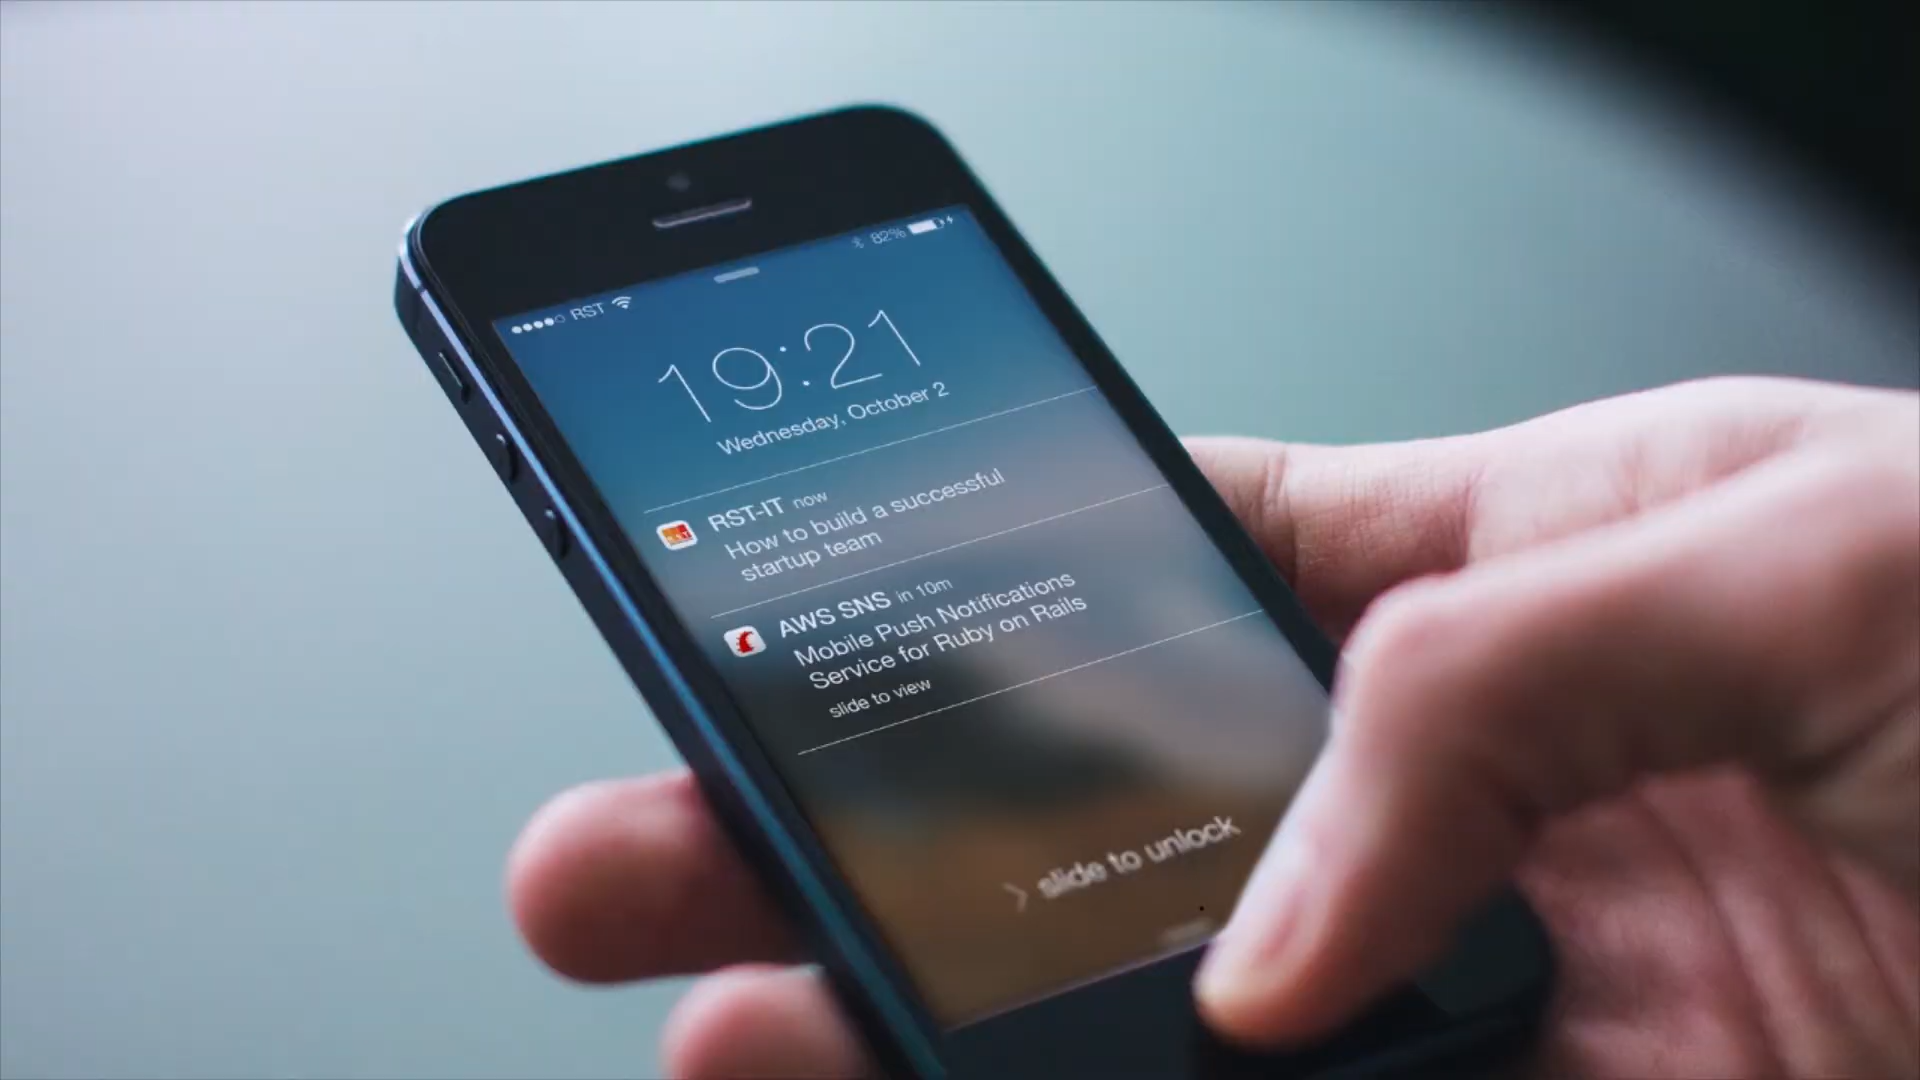 RST 82%
19:21
Wednesday, October 2
RST-IT now
How to build a successful
startup team
AWS SNS in 10m
Mobile Push Notifications
Service for Ruby on Rails
slide to view
> slide to unlock